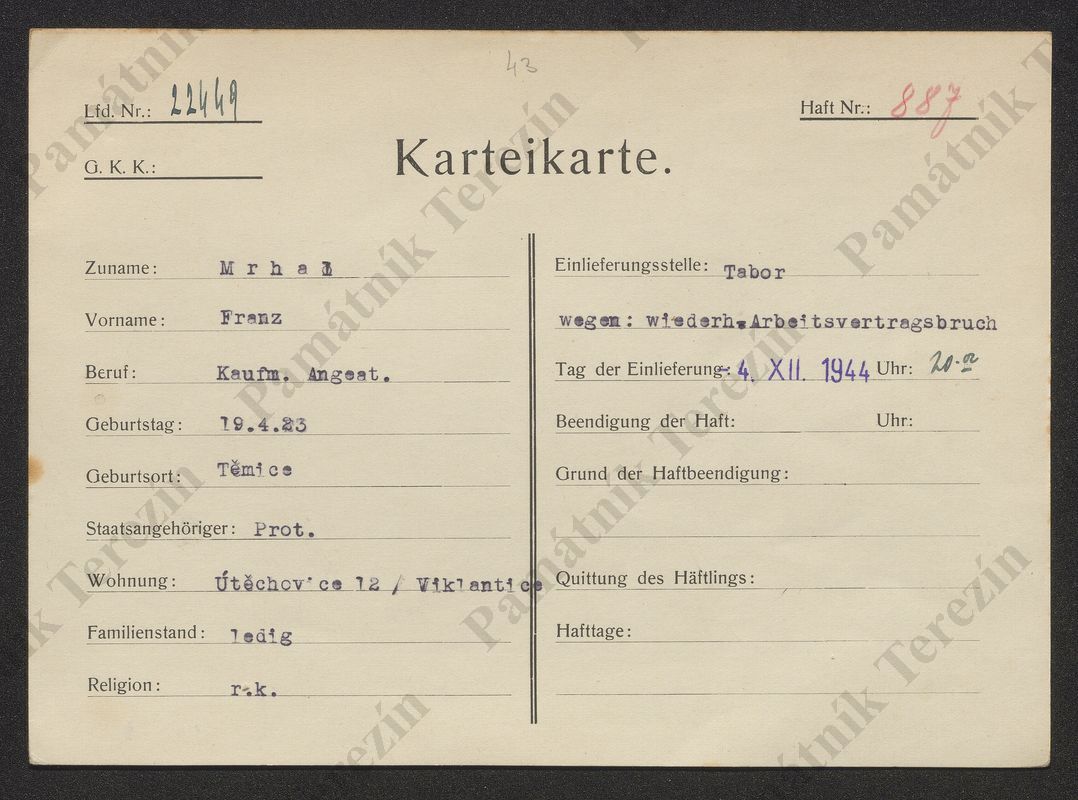 43
Lfd. Nr.: 22449
Haft Nr.: 887
G. K. K.:
Karteikarte.
Zuname: Mrhal
Vorname: Franz
Beruf: Kaufm. Angest.
Geburtstag: 19.4.23
Geburtsort: Těmice
Staatsangehöriger: Prot.
Wohnung: Útěchovice 12 / Viklantice
Familienstand: ledig
Religion: r.k.
Einlieferungsstelle: Tabor
wegen: wiederh.Arbeitsvertragsbruch
Tag der Einlieferung: -4. XII. 1944 Uhr: 20.00
Beendigung der Haft: Uhr:
Grund der Haftbeendigung:
Quittung des Häftlings:
Hafttage:
Památník Terezín